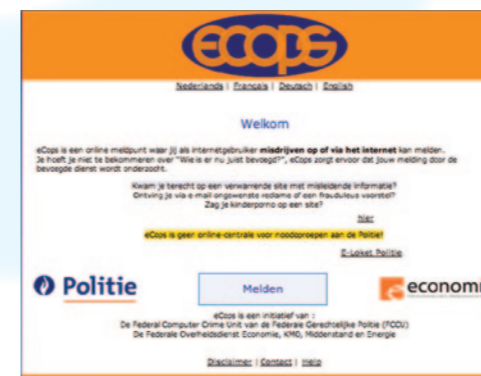 ecops
Nederlands | Français | Deutsch | English
Welkom
eCops is een online meldpunt waar jij als internetgebruiker misdrijven op of via het internet kan melden.
Je hoeft je niet te bekommeren over "Wie is er nu juist bevoegd?", eCops zorgt ervoor dat jouw melding door de
bevoegde dienst wordt onderzocht.
Kwam je terecht op een verwarrende site met misleidende informatie?
Ontving je via e-mail ongewenste reclame of een frauduleus voorstel?
Zag je kinderporno op een site?
hier
eCops is geen online-centrale voor noodoproepen aan de Politie!
E-Loket Politie
Politie
Melden
economi
eCops is een initiatief van :
De Federal Computer Crime Unit van de Federale Gerechtelijke Politie (FCCU)
De Federale Overheidsdienst Economie, KMO, Middenstand en Energie
Disclaimer | Contact | Help